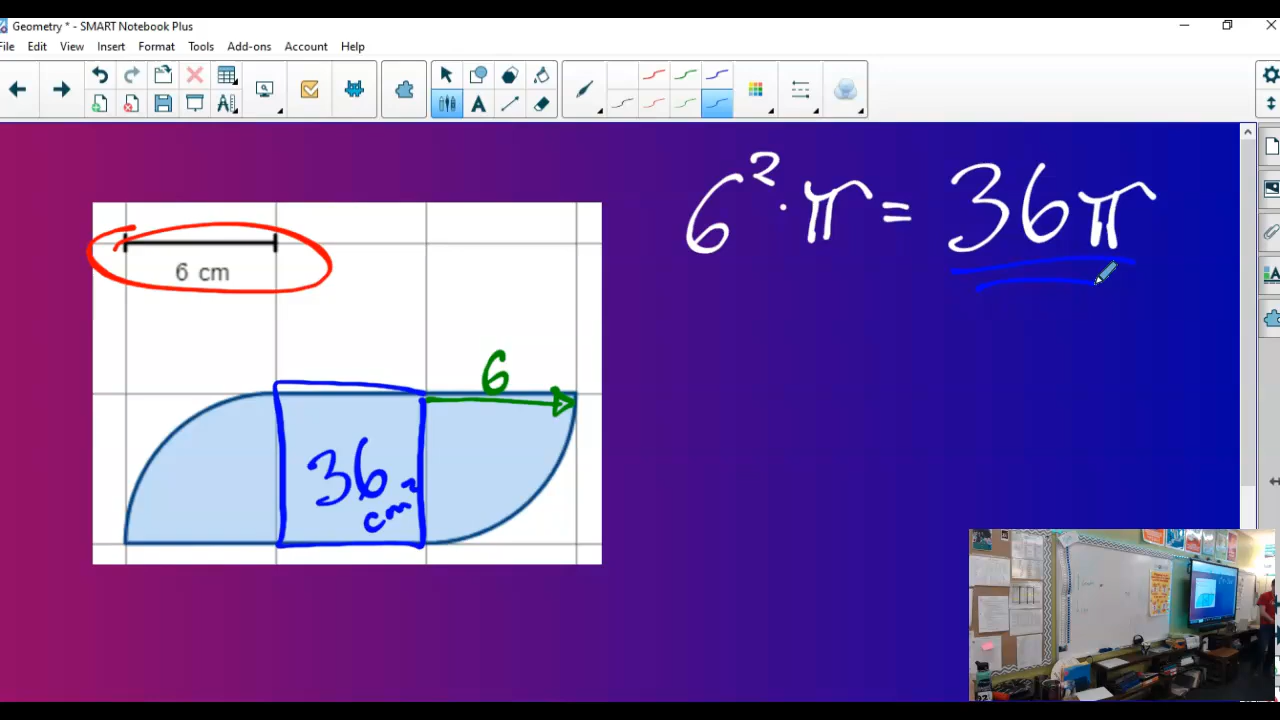 Geometry * - SMART Notebook Plus
File Edit View Insert Format Tools Add-ons Account Help
6² · π = 36π
6 cm
6
36
cm²